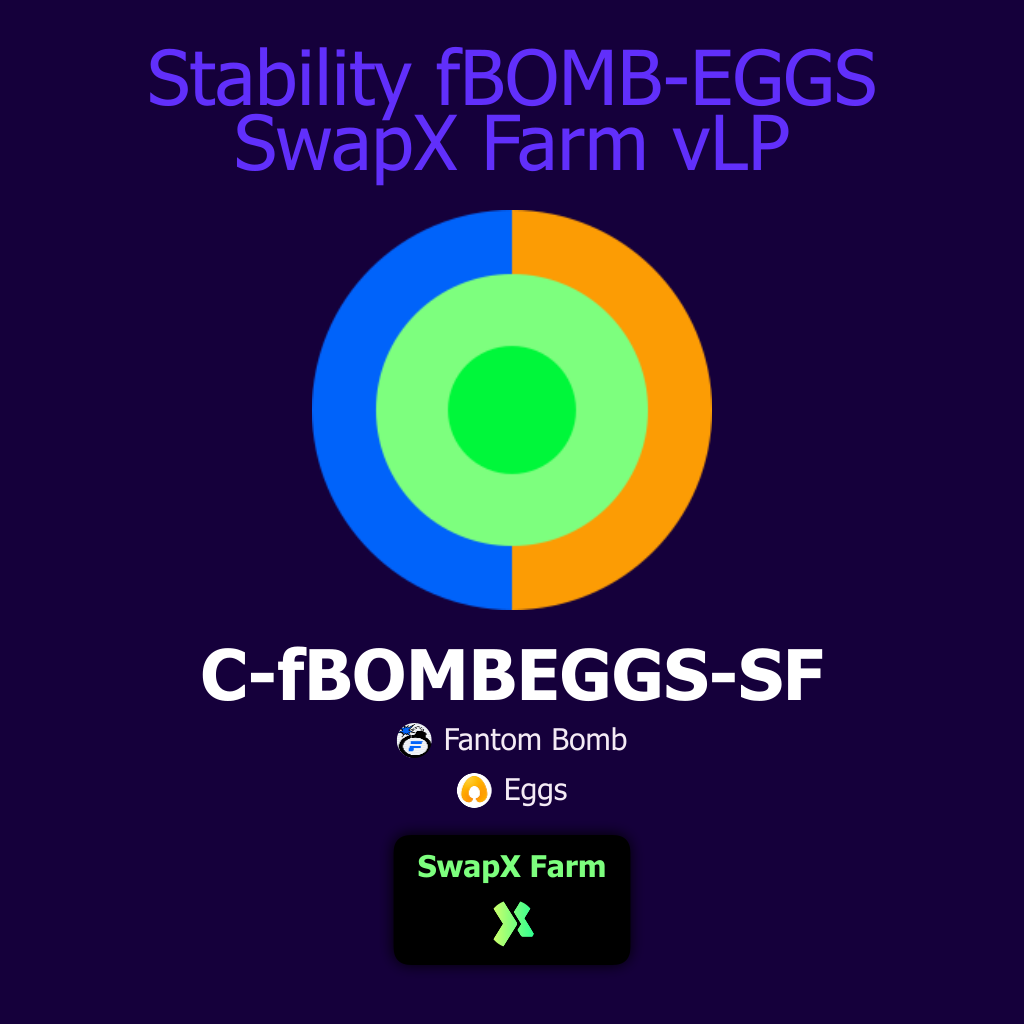 Stability fBOMB-EGGS
SwapX Farm vLP
C-fBOMBEGGS-SF
Fantom Bomb
Eggs
SwapX Farm